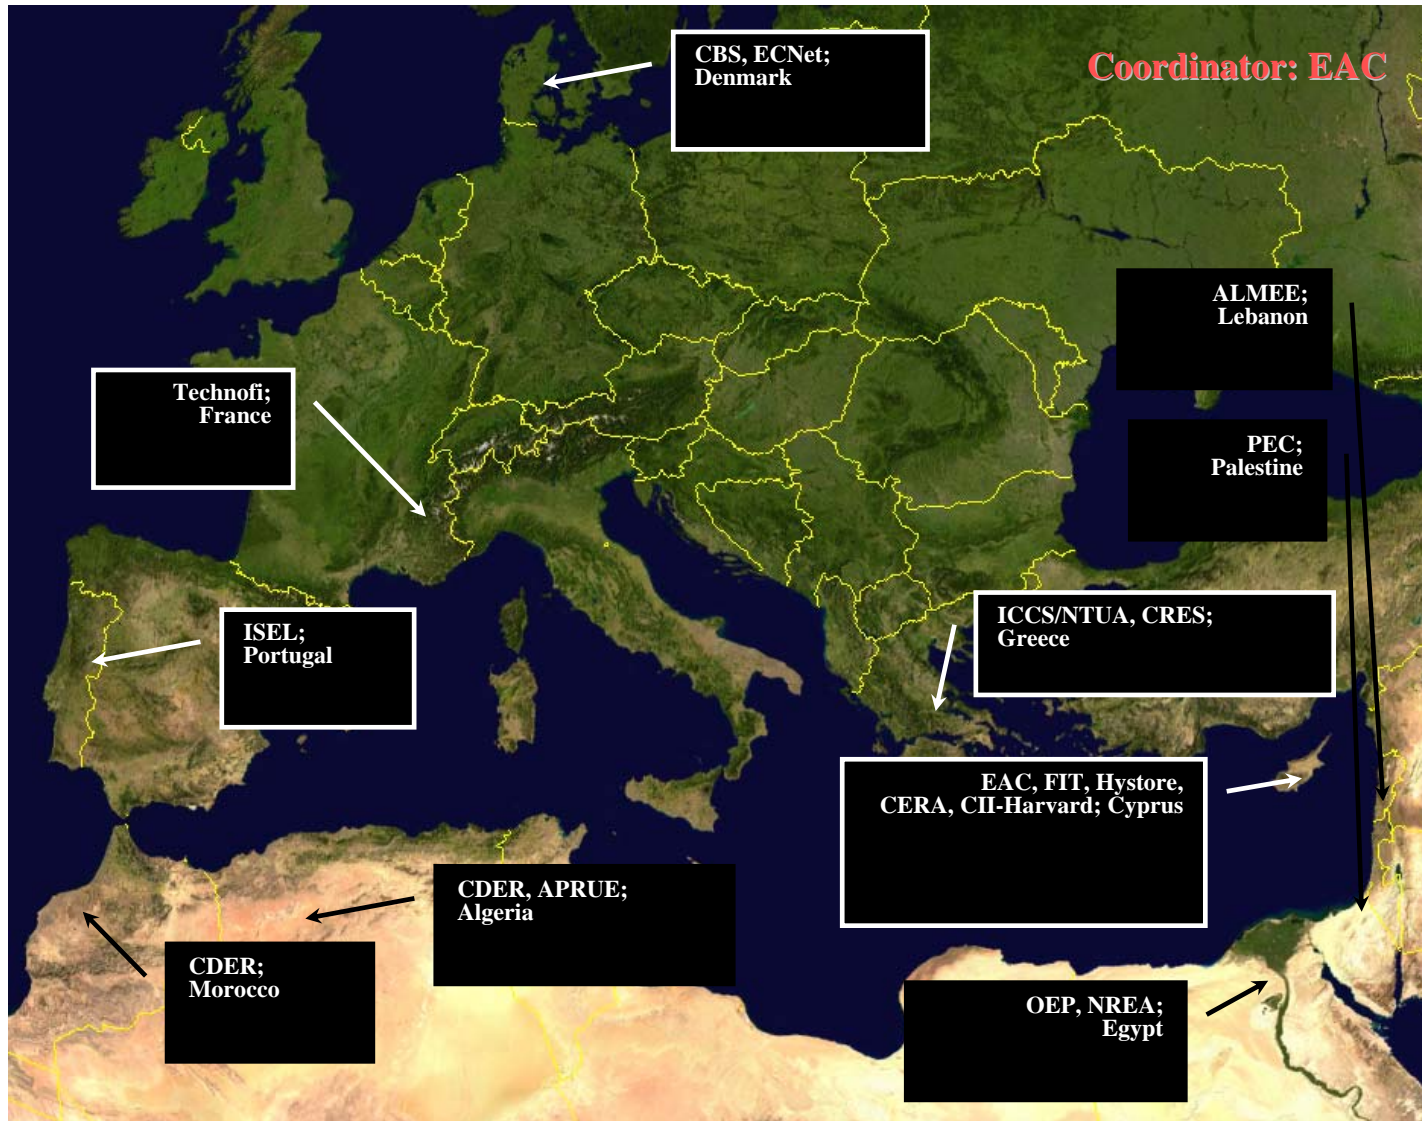 CBS, ECNet;
Denmark
Coordinator: EAC
ALMEE;
Lebanon
Technofi;
France
PEC;
Palestine
ISEL;
Portugal
ICCS/NTUA, CRES;
Greece
EAC, FIT, Hystore,
CERA, CII-Harvard; Cyprus
CDER, APRUE;
Algeria
CDER;
Morocco
OEP, NREA;
Egypt